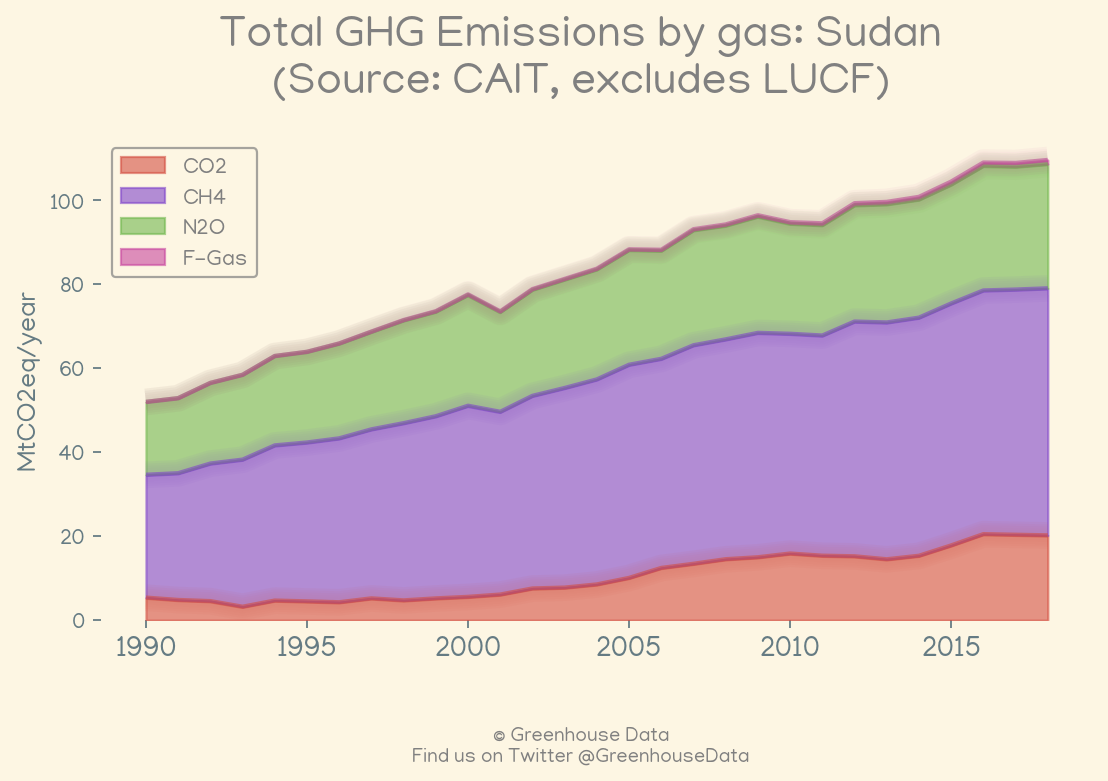 Total GHG Emissions by gas: Sudan
(Source: CAIT, excludes LUCF)
CO2
CH4
N2O
F-Gas
MtCO2eq/year
100
80
60
40
20
0
1990 1995 2000 2005 2010 2015
© Greenhouse Data
Find us on Twitter @GreenhouseData